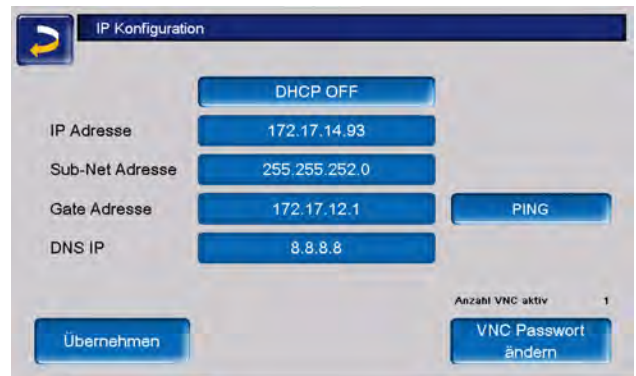 IP Konfiguration
DHCP OFF
IP Adresse 172.17.14.93
Sub-Net Adresse 255.255.252.0
Gate Adresse 172.17.12.1 PING
DNS IP 8.8.8.8
Anzahl VNC aktiv 1
Übernehmen
VNC Passwort
ändern